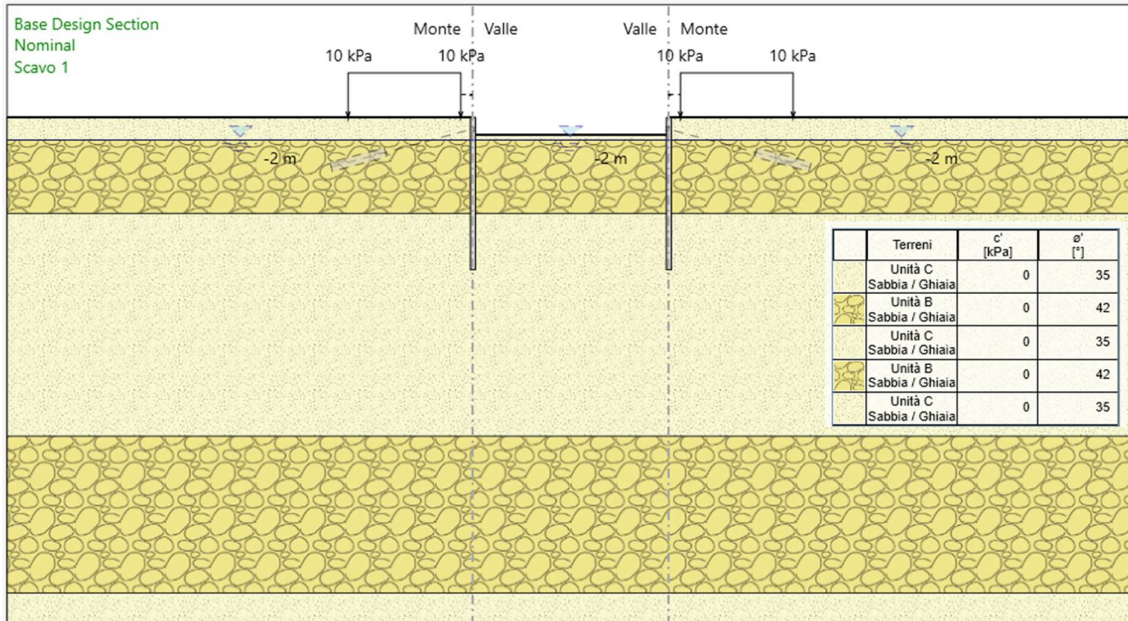 Base Design Section
Nominal
Scavo 1
Monte
Valle
Valle
Monte
10 kPa
10 kPa
10 kPa
10 kPa
-2 m
-2 m
-2 m
Terreni c' [kPa] ø' [°]
Unità C
Sabbia / Ghiaia 0 35
Unità B
Sabbia / Ghiaia 0 42
Unità C
Sabbia / Ghiaia 0 35
Unità B
Sabbia / Ghiaia 0 42
Unità C
Sabbia / Ghiaia 0 35